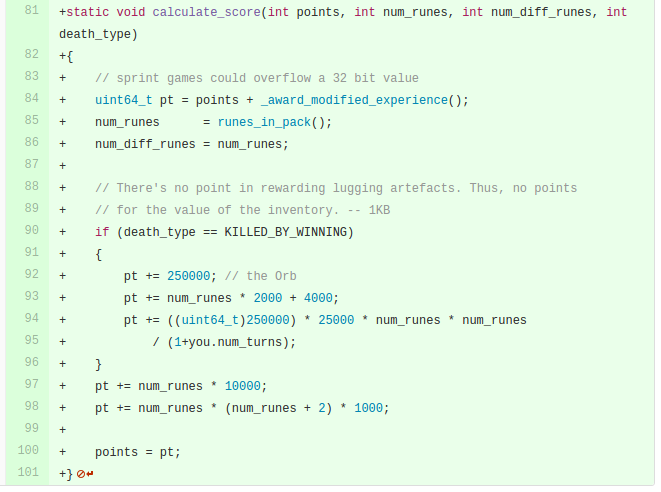 81 +static void calculate_score(int points, int num_runes, int num_diff_runes, int
death_type)
82 +{
83 +    // sprint games could overflow a 32 bit value
84 +    uint64_t pt = points + _award_modified_experience();
85 +    num_runes      = runes_in_pack();
86 +    num_diff_runes = num_runes;
87 +
88 +    // There's no point in rewarding lugging artefacts. Thus, no points
89 +    // for the value of the inventory. -- 1KB
90 +    if (death_type == KILLED_BY_WINNING)
91 +    {
92 +        pt += 250000; // the Orb
93 +        pt += num_runes * 2000 + 4000;
94 +        pt += ((uint64_t)250000) * 25000 * num_runes * num_runes
95 +            / (1+you.num_turns);
96 +    }
97 +    pt += num_runes * 10000;
98 +    pt += num_runes * (num_runes + 2) * 1000;
99 +
100 +    points = pt;
101 +}